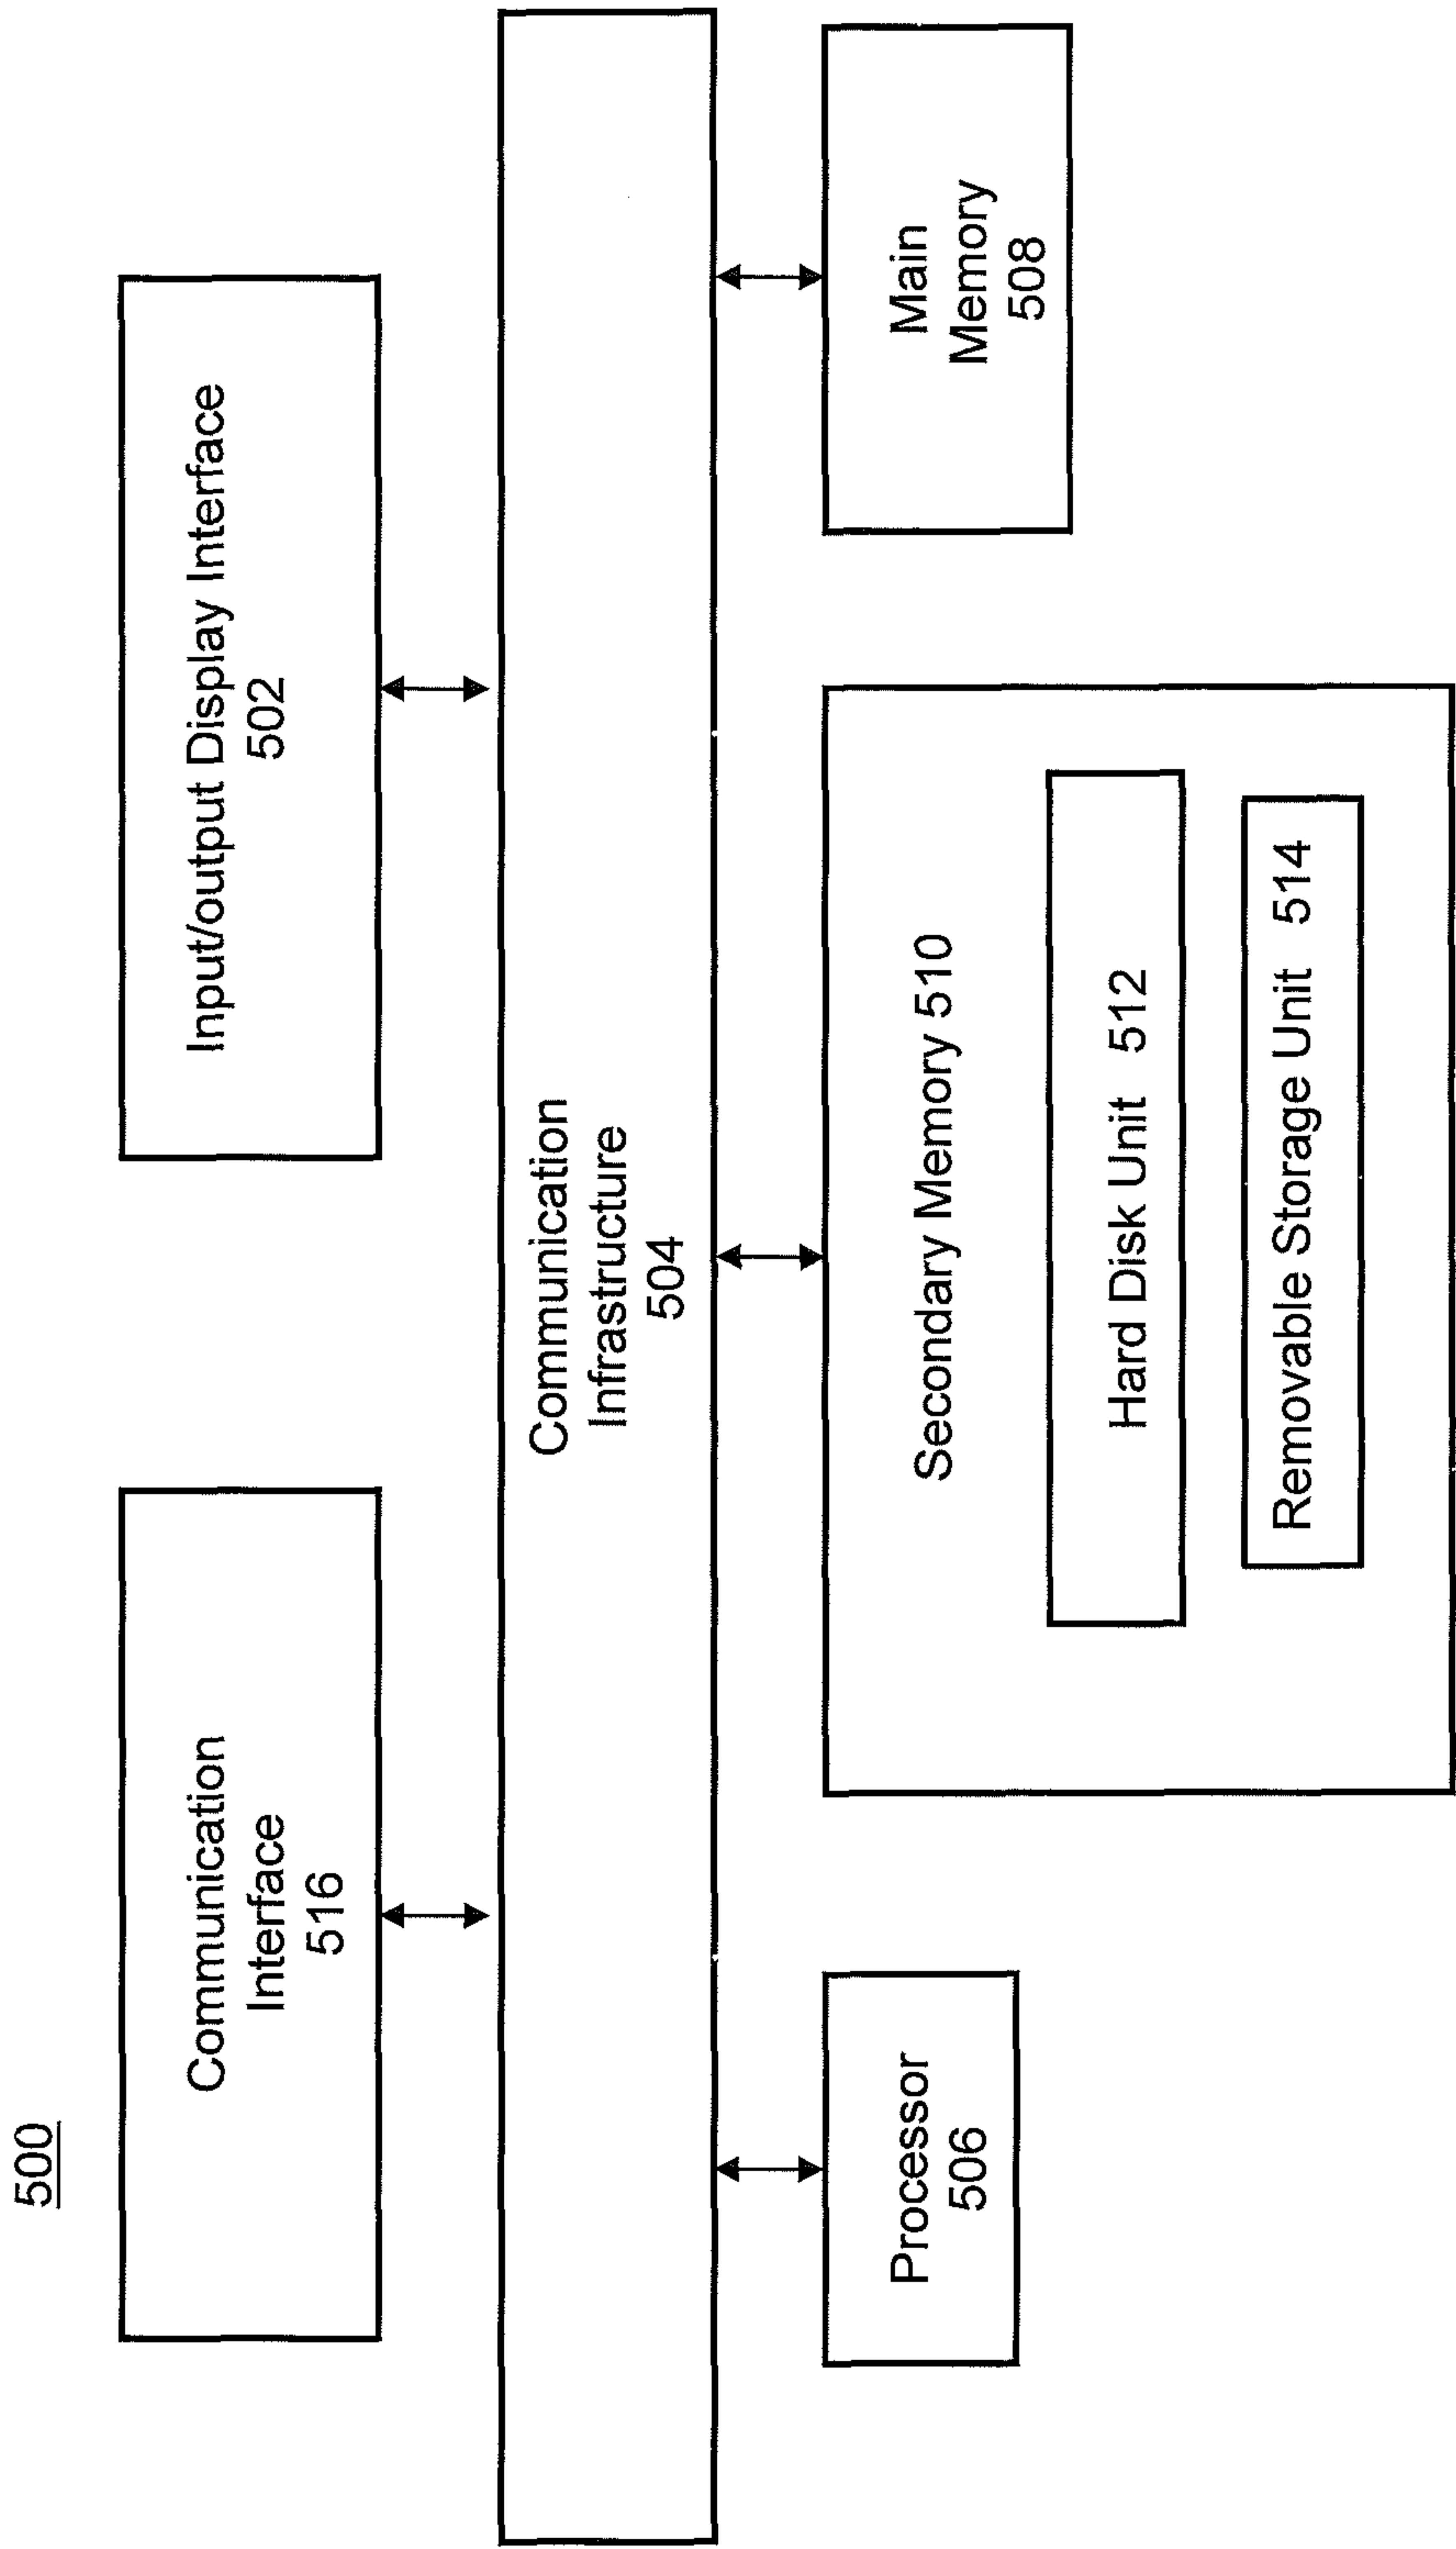 500
Communication
Interface
516
Input/output Display Interface
502
Communication
Infrastructure
504
Processor
506
Secondary Memory 510
Hard Disk Unit 512
Removable Storage Unit 514
Main
Memory
508